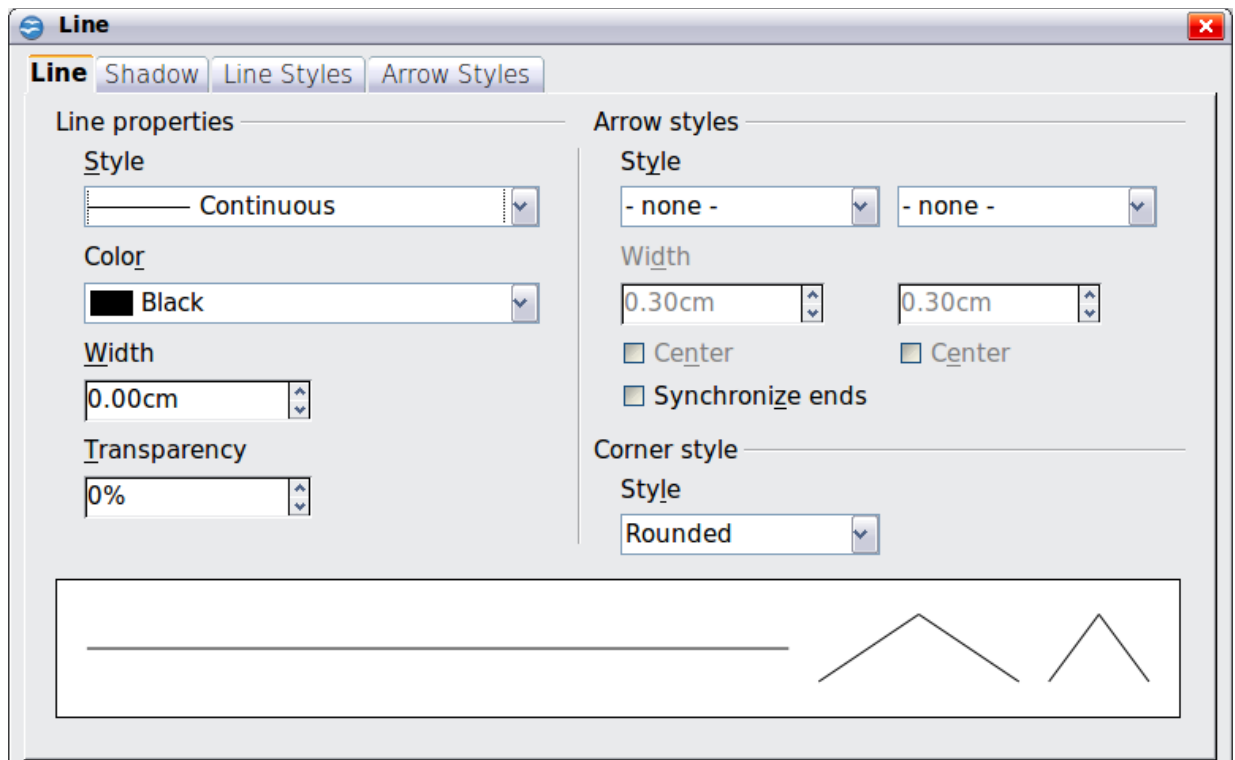 Line
Line Shadow Line Styles Arrow Styles
Line properties
Style
Continuous
Color
Black
Width
0.00cm
Transparency
0%
Arrow styles
Style
- none - - none -
Width
0.30cm 0.30cm
Center Center
Synchronize ends
Corner style
Style
Rounded